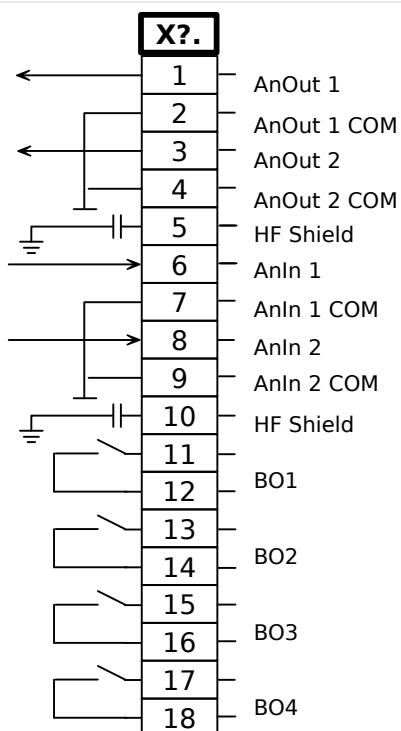 X?.
1 AnOut 1
2 AnOut 1 COM
3 AnOut 2
4 AnOut 2 COM
5 HF Shield
6 AnIn 1
7 AnIn 1 COM
8 AnIn 2
9 AnIn 2 COM
10 HF Shield
11
BO1
12
13
BO2
14
15
BO3
16
17
BO4
18